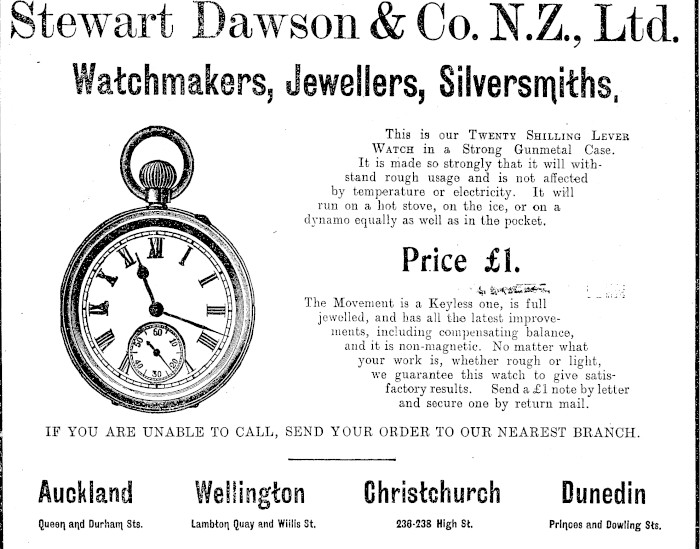 Stewart Dawson & Co. N.Z., Ltd.
Watchmakers, Jewellers, Silversmiths,
This is our Twenty Shilling Lever
Watch in a Strong Gunmetal Case.
It is made so strongly that it will with-
stand rough usage and is not affected
by temperature or electricity. It will
run on a hot stove, on the ice, or on a
dynamo equally as well as in the pocket.
Price £1.
The Movement is a Keyless one, is full
jewelled, and has all the latest improve-
ments, including compensating balance,
and it is non-magnetic. No matter what
your work is, whether rough or light,
we guarantee this watch to give satis-
factory results. Send a £1 note by letter
and secure one by return mail.
IF YOU ARE UNABLE TO CALL, SEND YOUR ORDER TO OUR NEAREST BRANCH.
Auckland
Queen and Durham Sts.
Wellington
Lambton Quay and Willis St.
Christchurch
236-238 High St.
Dunedin
Princes and Dowling Sts.